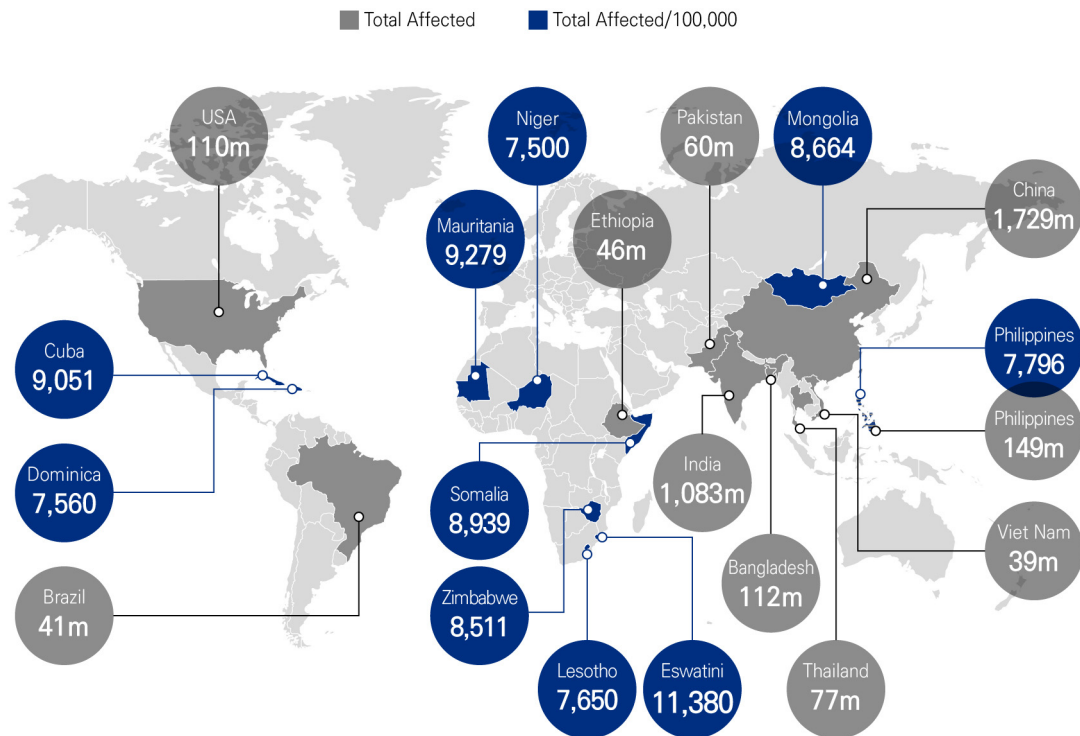 Total Affected
Total Affected/100,000
USA
110m
Niger
7,500
Pakistan
60m
Mongolia
8,664
Mauritania
9,279
Ethiopia
46m
China
1,729m
Cuba
9,051
Philippines
7,796
Philippines
149m
Dominica
7,560
Somalia
8,939
India
1,083m
Viet Nam
39m
Bangladesh
112m
Brazil
41m
Zimbabwe
8,511
Lesotho
7,650
Eswatini
11,380
Thailand
77m